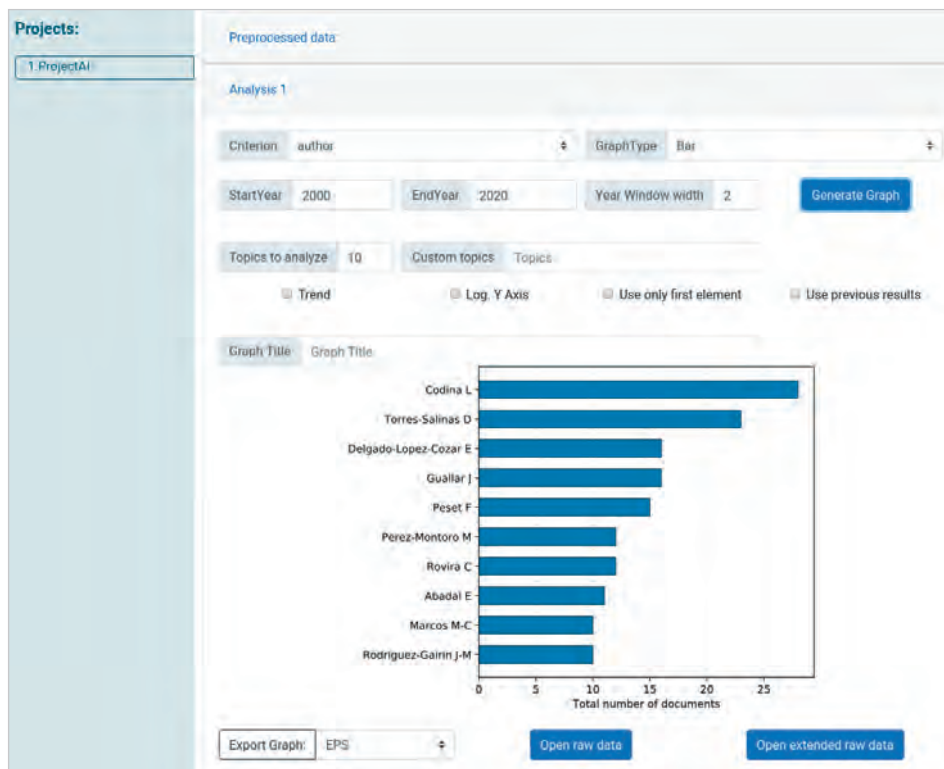 Projects:
1 ProjectAI
Preprocessed data
Analysis 1
Criterion author GraphType Bar
StartYear 2000 EndYear 2020 Year Window width 2 Generate Graph
Topics to analyze 10 Custom topics Topics
Trend Log. Y Axis Use only first element Use previous results
Graph Title Graph Title
Codina L
Torres-Salinas D
Delgado-Lopez-Cozar E
Guallar J
Peset F
Perez-Montoro M
Rovira C
Abadal E
Marcos M-C
Rodriguez-Gairin J-M
0 5 10 15 20 25
Total number of documents
Export Graph: EPS Open raw data Open extended raw data